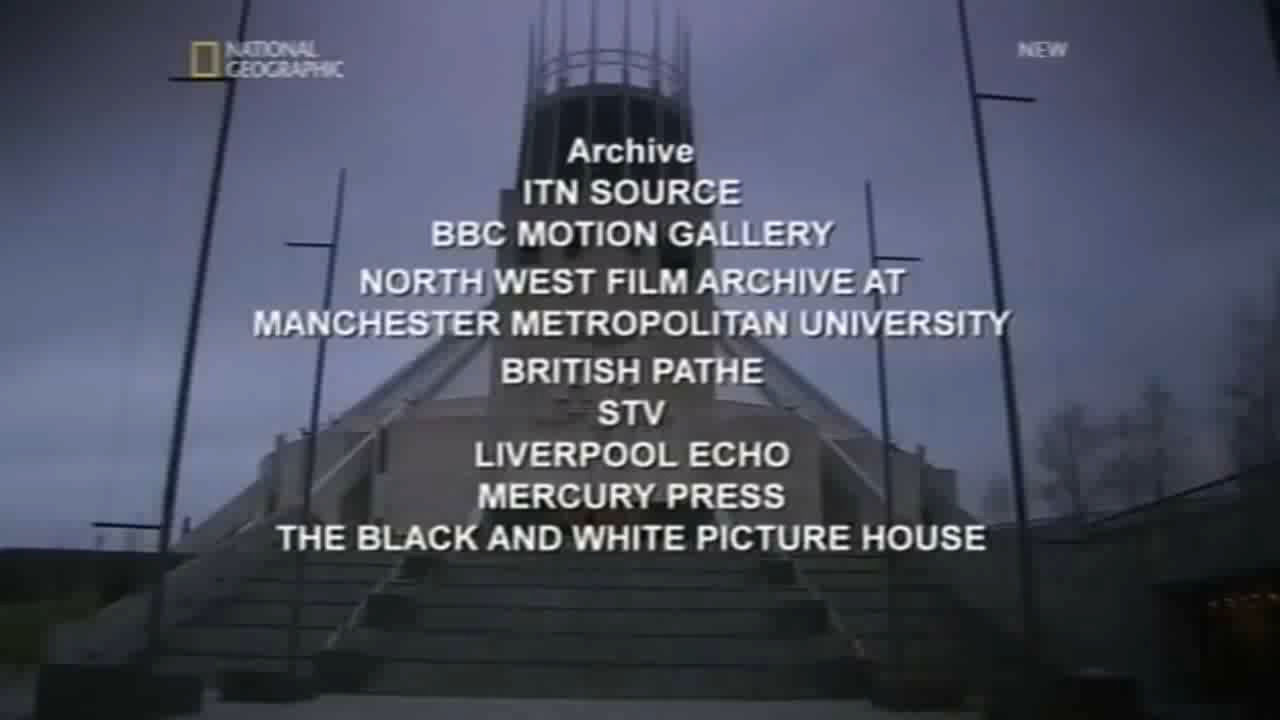 NATIONAL
GEOGRAPHIC
NEW
Archive
ITN SOURCE
BBC MOTION GALLERY
NORTH WEST FILM ARCHIVE AT
MANCHESTER METROPOLITAN UNIVERSITY
BRITISH PATHE
STV
LIVERPOOL ECHO
MERCURY PRESS
THE BLACK AND WHITE PICTURE HOUSE